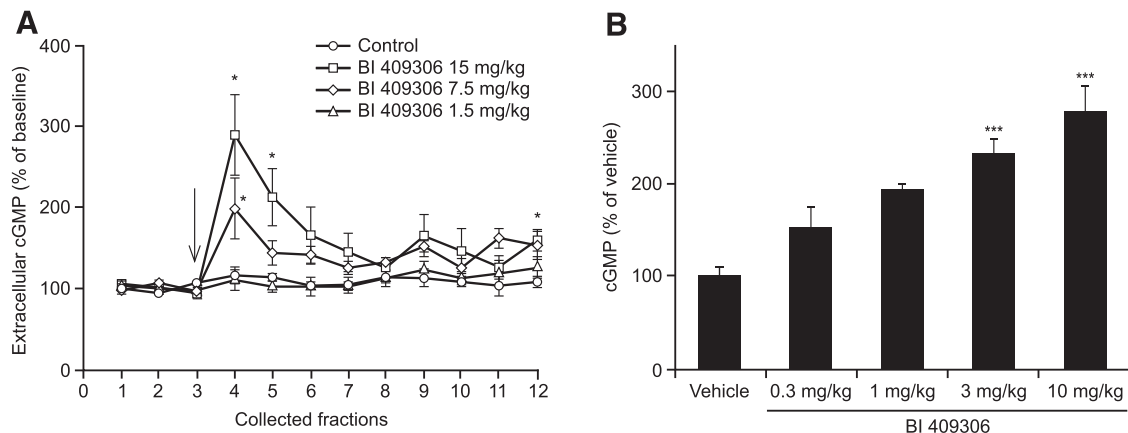 A
Extracellular cGMP (% of baseline)
400
300
200
100
0
Control
BI 409306 15 mg/kg
BI 409306 7.5 mg/kg
BI 409306 1.5 mg/kg
*
*
*
*
0 1 2 3 4 5 6 7 8 9 10 11 12
Collected fractions
B
cGMP (% of vehicle)
300
200
100
0
***
***
Vehicle 0.3 mg/kg 1 mg/kg 3 mg/kg 10 mg/kg
BI 409306